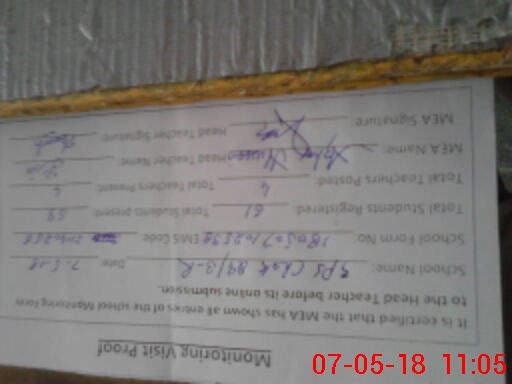 Monitoring Visit Proof
It is certified that the MEA has shown all entries of the school Monitoring Form
to the Head Teacher before its online submission.
School Name: GPS Chak 89/3-R Date: 7-5-18
School Form No: EMIS Code:
Total Students Registered: 61 Total Students present: 59
Total Teachers Posted: 4 Total Teachers Present: 4
MEA Name: Head Teacher Name
MEA Signature: Head Teacher Signature:
07-05-18 11:05